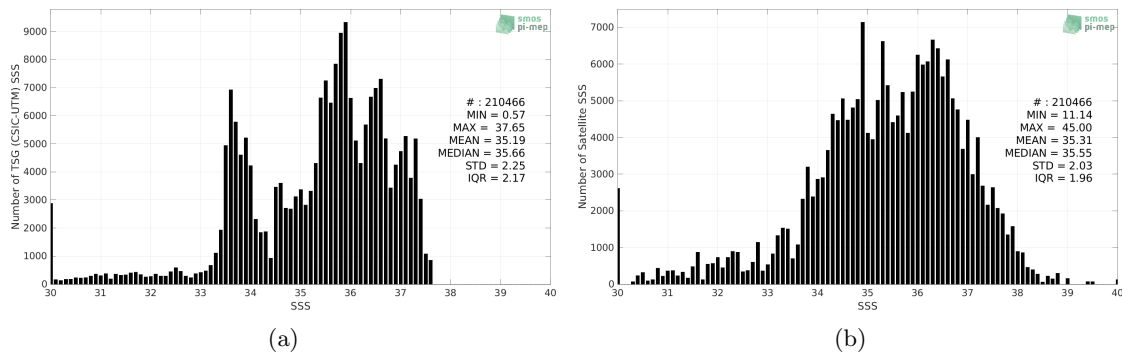 smos
pi-mep
Number of TSG (CSIC-UTM) SSS
9000
8000
7000
6000
5000
4000
3000
2000
1000
0
# : 210466
MIN = 0.57
MAX = 37.65
MEAN = 35.19
MEDIAN = 35.66
STD = 2.25
IQR = 2.17
30 31 32 33 34 35 36 37 38 39 40
SSS
(a)
smos
pi-mep
Number of Satellite SSS
7000
6000
5000
4000
3000
2000
1000
0
# : 210466
MIN = 11.14
MAX = 45.00
MEAN = 35.31
MEDIAN = 35.55
STD = 2.03
IQR = 1.96
30 31 32 33 34 35 36 37 38 39 40
SSS
(b)